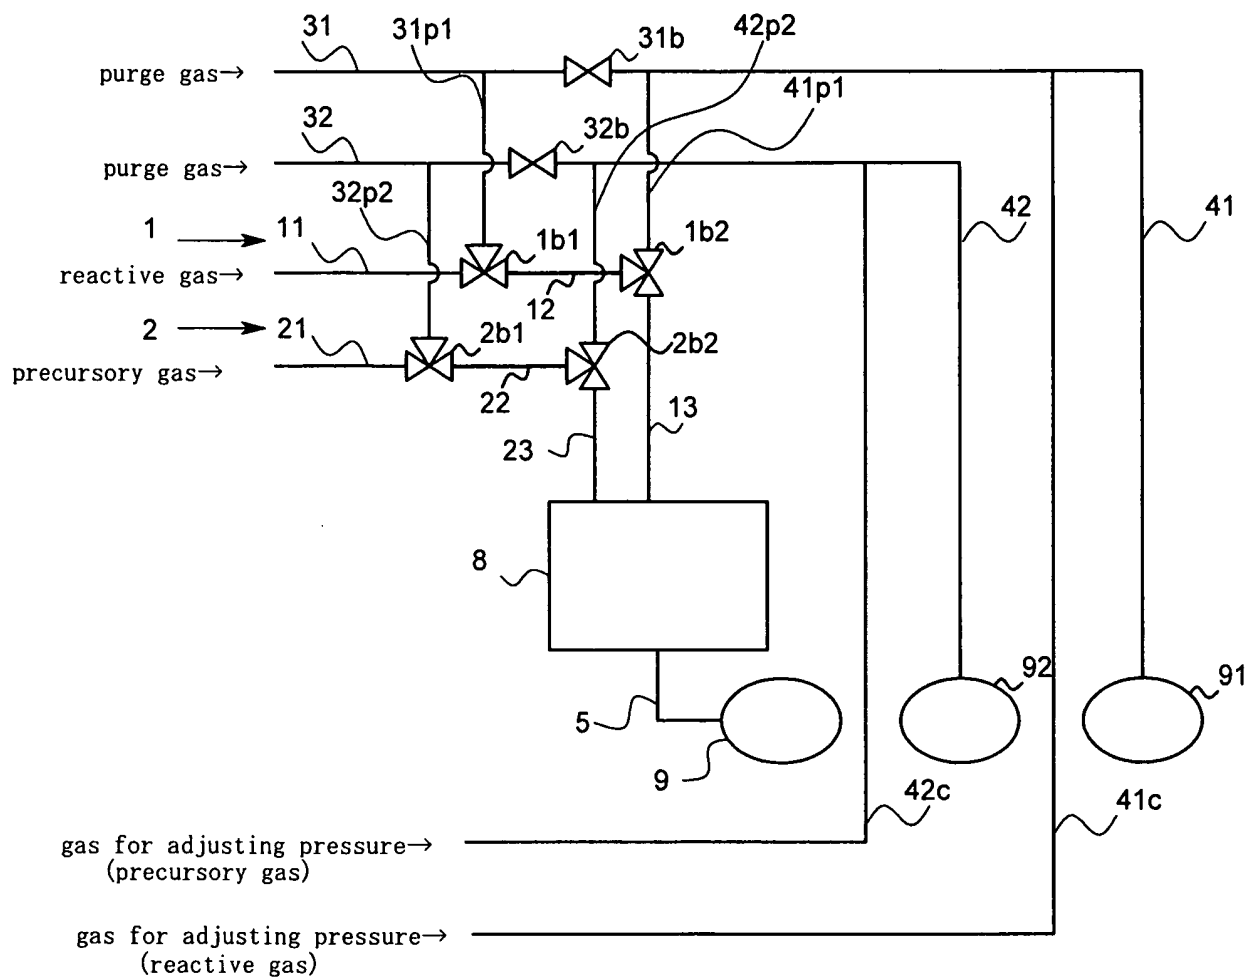 31
31p1
42p2
31b
purge gas→
41p1
32
32b
purge gas→
32p2
1
11
1b1
1b2
42
41
reactive gas→
12
2
21
2b1
2b2
precursory gas→
22
13
23
8
92
91
5
9
42c
41c
gas for adjusting pressure→
(precursory gas)
gas for adjusting pressure→
(reactive gas)